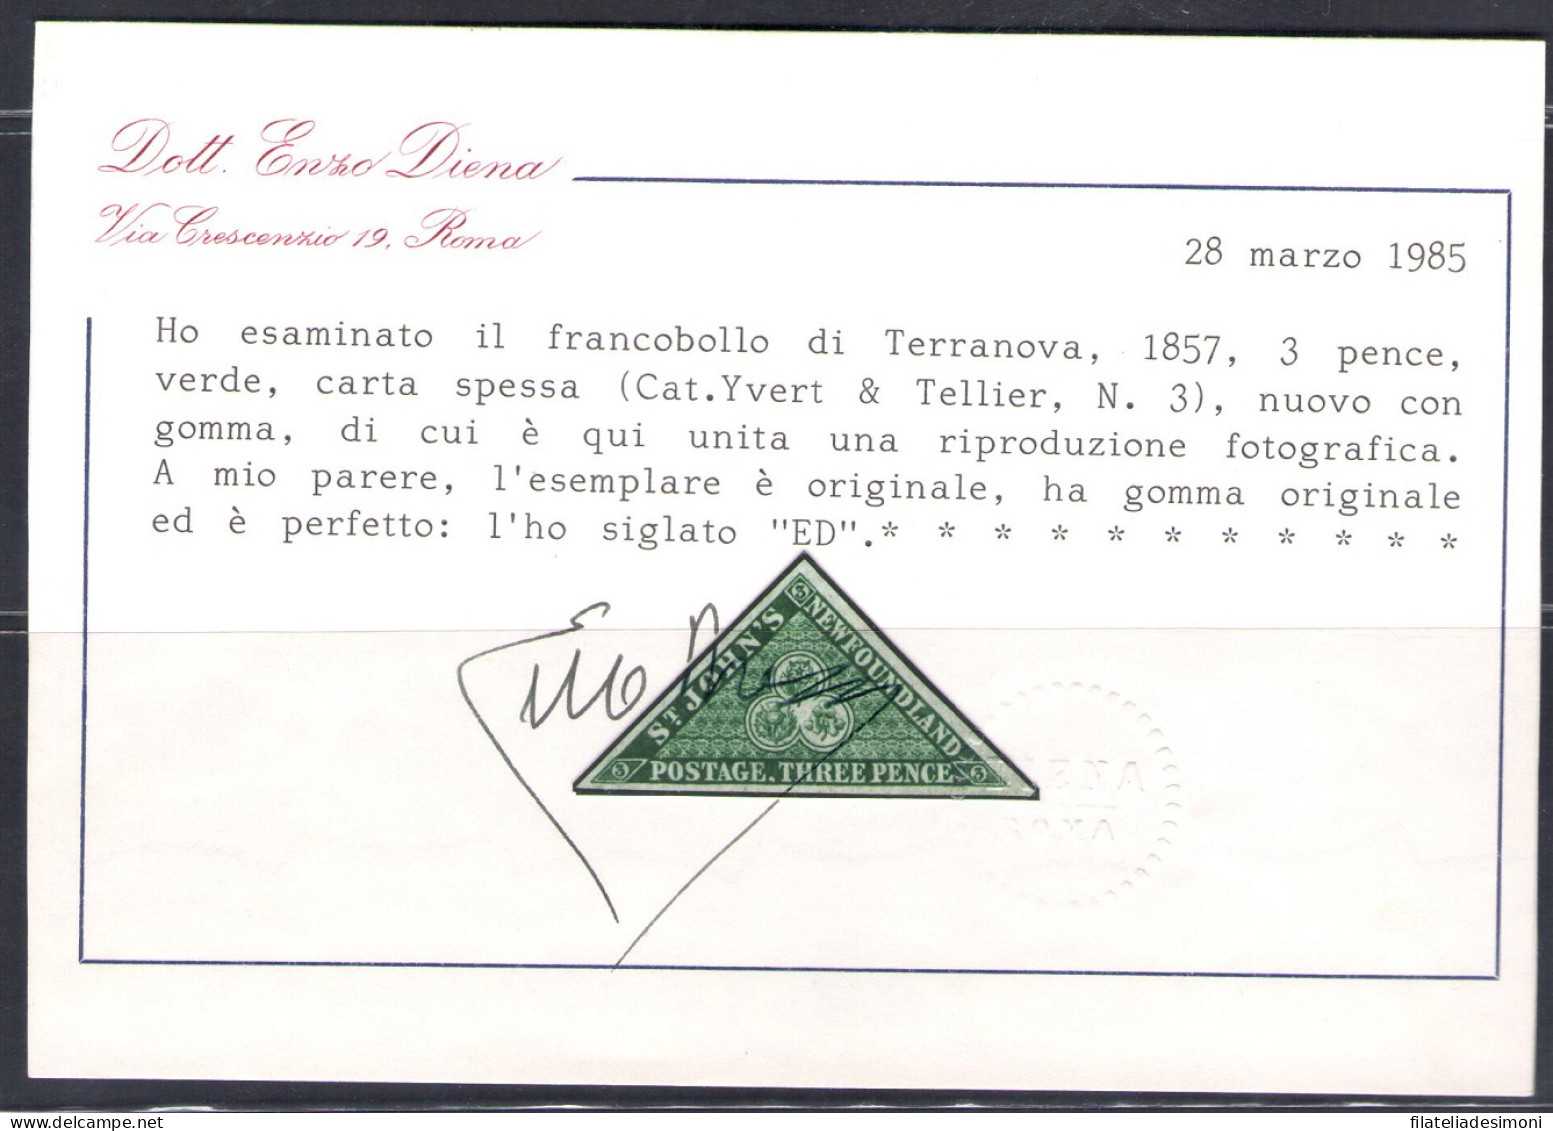 Dott. Enzo Diena
Via Crescenzio 19, Roma
28 marzo 1985
Ho esaminato il francobollo di Terranova, 1857, 3 pence,
verde, carta spessa (Cat.Yvert & Tellier, N. 3), nuovo con
gomma, di cui è qui unita una riproduzione fotografica.
A mio parere, l'esemplare è originale, ha gomma originale
ed è perfetto: l'ho siglato "ED".* * * * * * * * * * *
3
ST JOHN'S
NEWFOUNDLAND
3 POSTAGE. THREE PENCE 3
filateliadesimoni.com